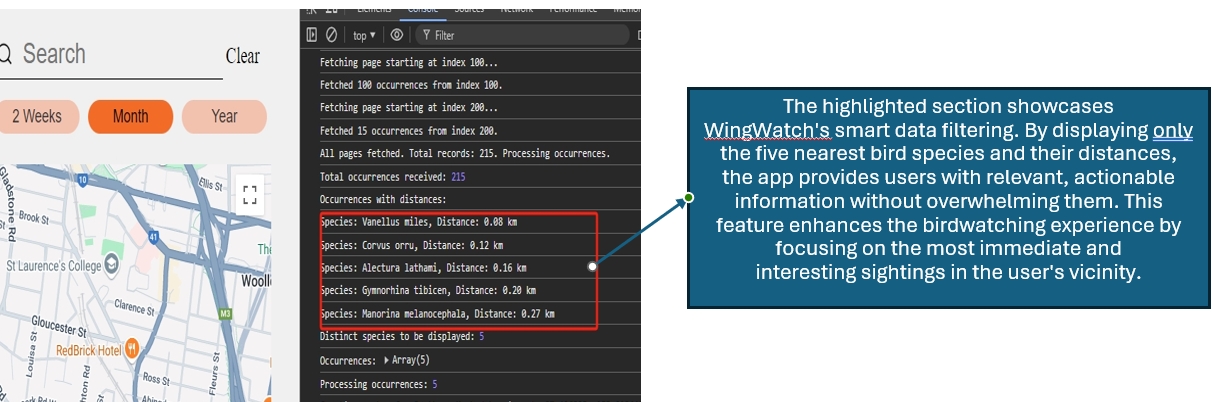 Search
Clear
2 Weeks
Month
Year
Gladstone Rd
Brook St
10
Ellis St
41
St Laurence's College
Clarence St
M3
Gloucester St
RedBrick Hotel
Louisa St
Ross St
Fleurs St
Elements Console Sources Network Performance
top
Filter
Fetching page starting at index 100...
Fetched 100 occurrences from index 100.
Fetching page starting at index 200...
Fetched 15 occurrences from index 200.
All pages fetched. Total records: 215. Processing occurrences.
Total occurrences received: 215
Occurrences with distances:
Species: Vanellus miles, Distance: 0.08 km
Species: Corvus orru, Distance: 0.12 km
Species: Alectura lathami, Distance: 0.16 km
Species: Gymnorhina tibicen, Distance: 0.20 km
Species: Manorina melanocephala, Distance: 0.27 km
Distinct species to be displayed: 5
Occurrences: Array(5)
Processing occurrences: 5
The highlighted section showcases
WingWatch's smart data filtering. By displaying only
the five nearest bird species and their distances,
the app provides users with relevant, actionable
information without overwhelming them. This
feature enhances the birdwatching experience by
focusing on the most immediate and
interesting sightings in the user's vicinity.